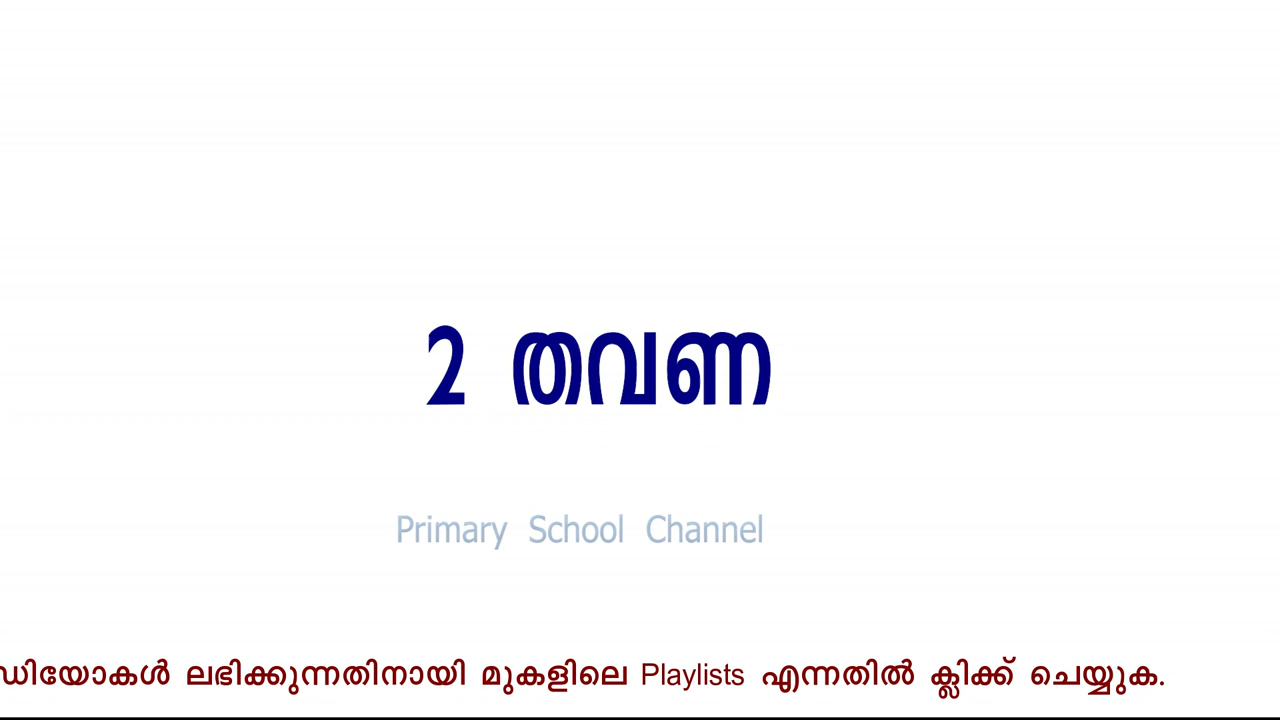 2 തവണ
Primary School Channel
ഡിയോകൾ ലഭിക്കുന്നതിനായി മുകളിലെ Playlists എന്നതിൽ ക്ലിക്ക് ചെയ്യുക.